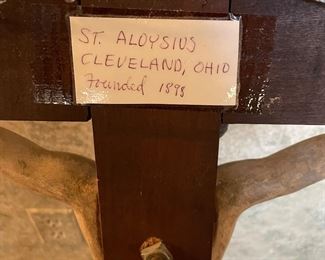 ST. ALOYSIUS
CLEVELAND, OHIO
Founded 1898